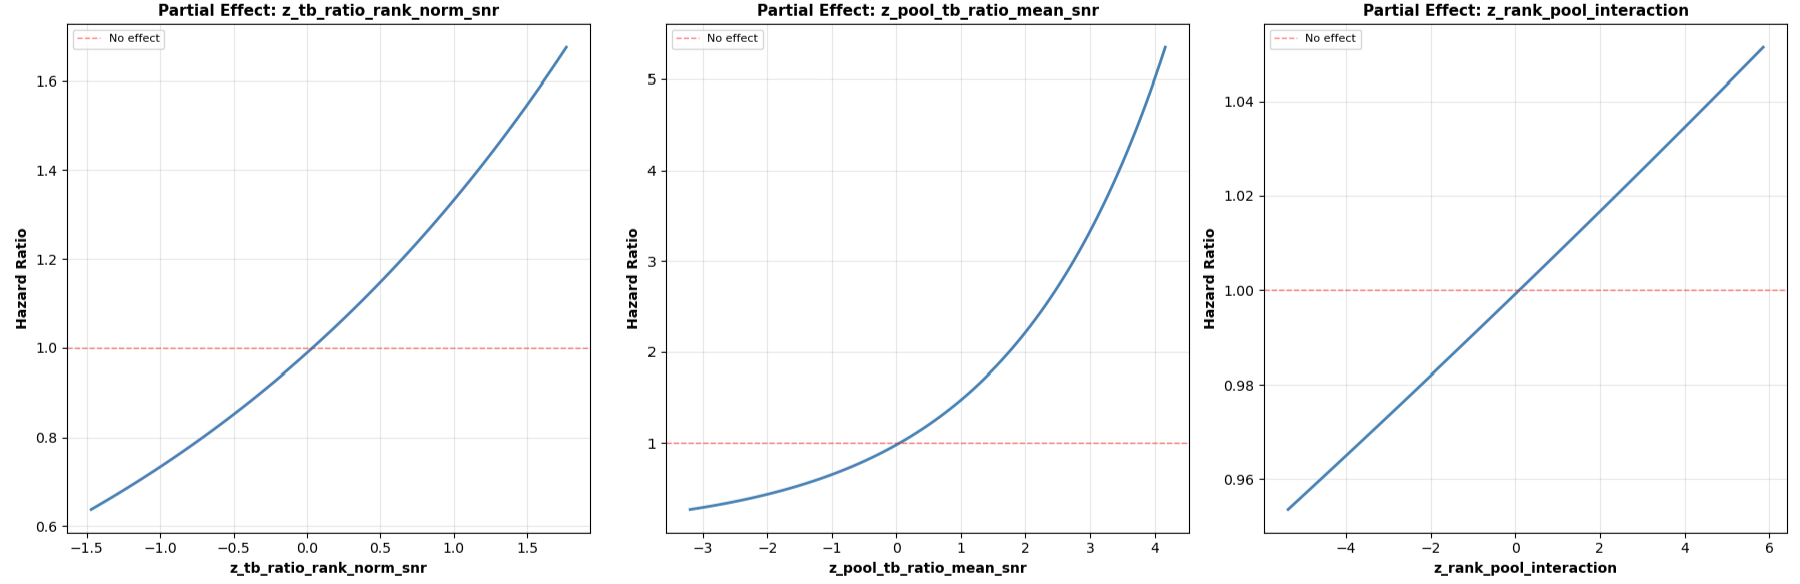 Partial Effect: z_tb_ratio_rank_norm_snr
No effect
1.6
1.4
1.2
1.0
0.8
0.6
Hazard Ratio
−1.5 −1.0 −0.5 0.0 0.5 1.0 1.5
z_tb_ratio_rank_norm_snr
Partial Effect: z_pool_tb_ratio_mean_snr
No effect
5
4
3
2
1
Hazard Ratio
−3 −2 −1 0 1 2 3 4
z_pool_tb_ratio_mean_snr
Partial Effect: z_rank_pool_interaction
No effect
1.04
1.02
1.00
0.98
0.96
Hazard Ratio
−4 −2 0 2 4 6
z_rank_pool_interaction